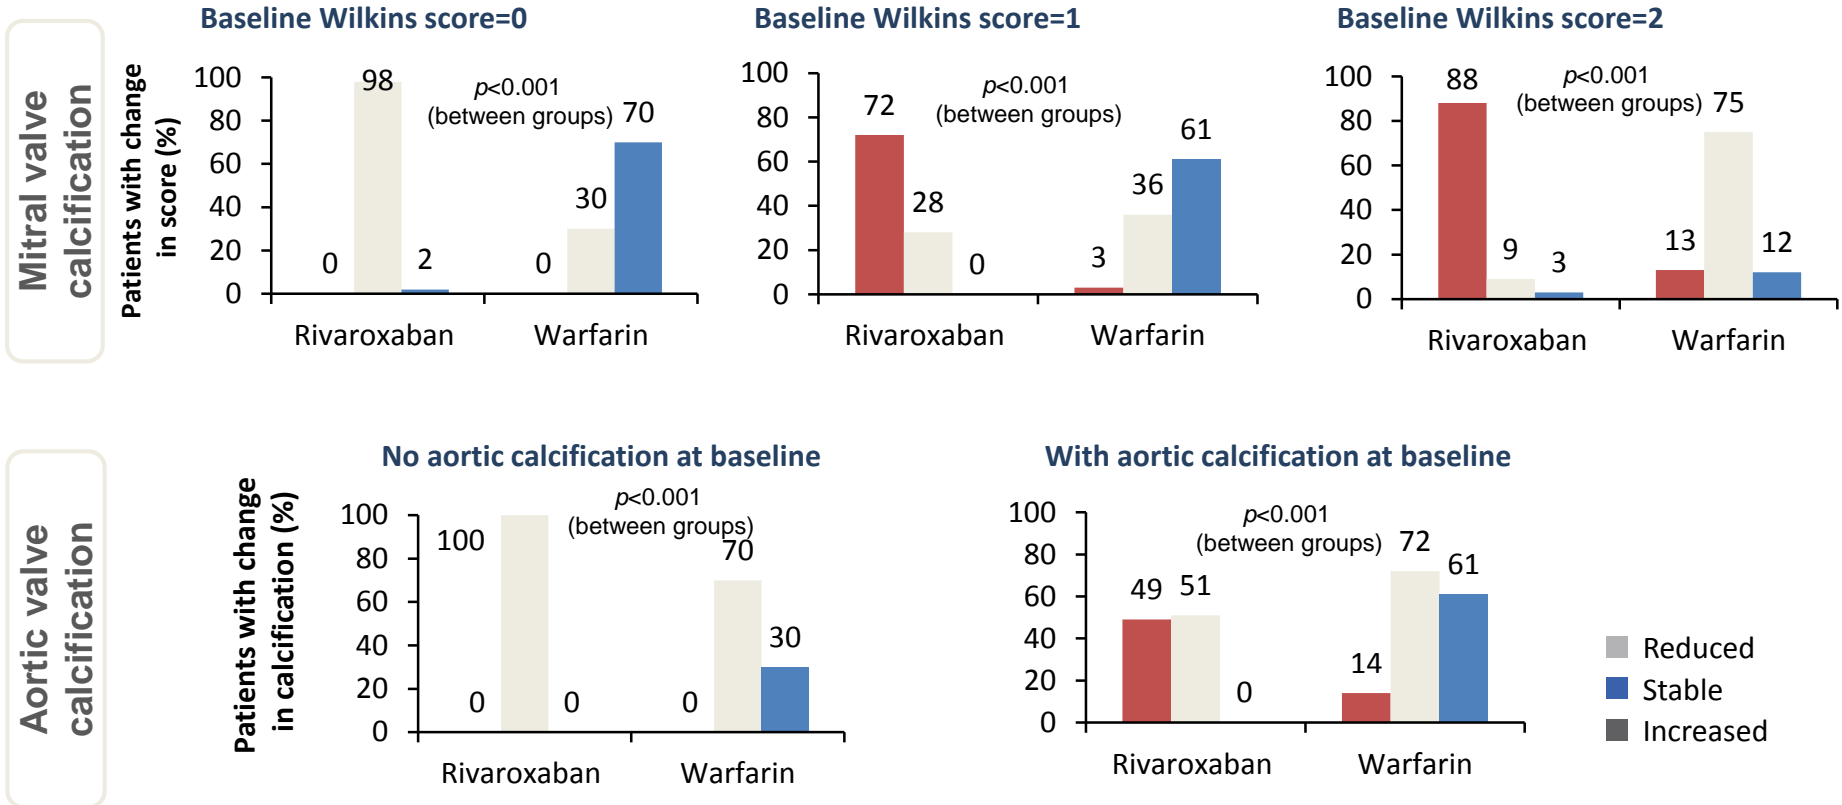 Mitral valve
calcification
Baseline Wilkins score=0
Patients with change
in score (%)
100
80
60
40
20
0
p<0.001
(between groups)
0
98
2
0
30
70
Rivaroxaban
Warfarin
Baseline Wilkins score=1
100
80
60
40
20
0
p<0.001
(between groups)
72
28
0
3
36
61
Rivaroxaban
Warfarin
Baseline Wilkins score=2
100
80
60
40
20
0
p<0.001
(between groups)
88
9
3
13
75
12
Rivaroxaban
Warfarin
Aortic valve
calcification
No aortic calcification at baseline
Patients with change
in calcification (%)
100
80
60
40
20
0
p<0.001
(between groups)
0
100
0
0
70
30
Rivaroxaban
Warfarin
With aortic calcification at baseline
100
80
60
40
20
0
p<0.001
(between groups)
49
51
0
14
72
61
Rivaroxaban
Warfarin
Reduced
Stable
Increased